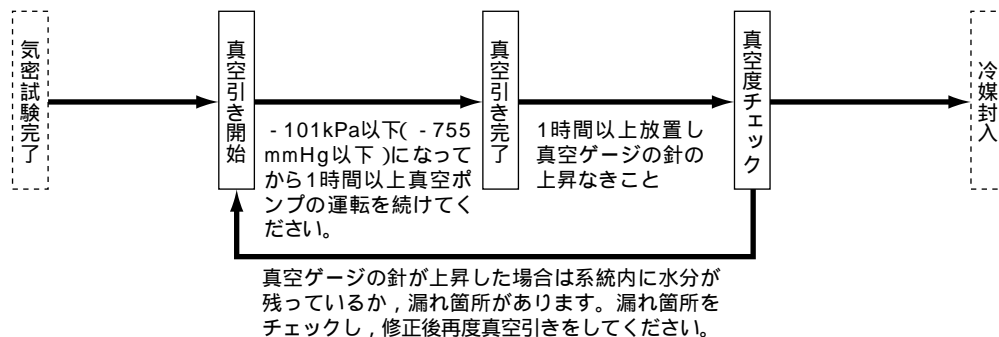 気密試験完了
真空引き開始
-101kPa以下(-755
mmHg以下)になって
から1時間以上真空ポ
ンプの運転を続けてく
ださい。
真空引き完了
1時間以上放置し
真空ゲージの針の
上昇なきこと
真空度チェック
冷媒封入
真空ゲージの針が上昇した場合は系統内に水分が
残っているか,漏れ箇所があります。漏れ箇所を
チェックし,修正後再度真空引きをしてください。